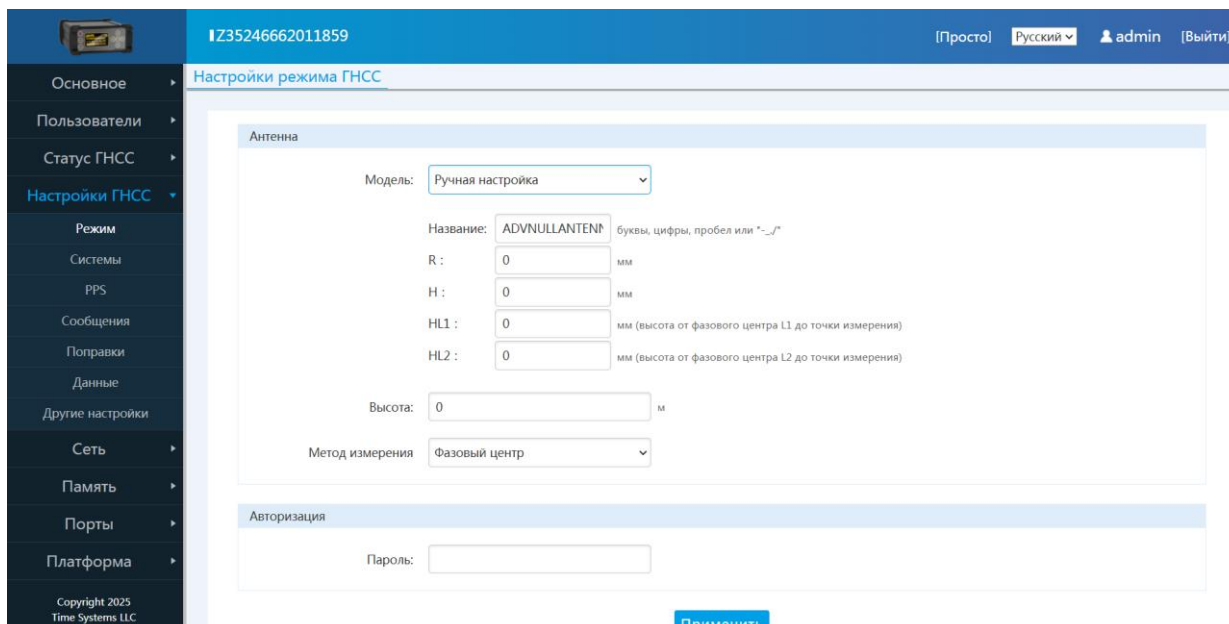 IZ35246662011859 [Просто] Русский admin [Выйти]
Основное
Пользователи
Статус ГНСС
Настройки ГНСС
Режим
Системы
PPS
Сообщения
Поправки
Данные
Другие настройки
Сеть
Память
Порты
Платформа
Copyright 2025
Time Systems LLC
Настройки режима ГНСС
Антенна
Модель: Ручная настройка
Название: ADVNULLANTENN буквы, цифры, пробел или *-_./*
R : 0 мм
H : 0 мм
HL1 : 0 мм (высота от фазового центра L1 до точки измерения)
HL2 : 0 мм (высота от фазового центра L2 до точки измерения)
Высота: 0 м
Метод измерения Фазовый центр
Авторизация
Пароль:
Применить